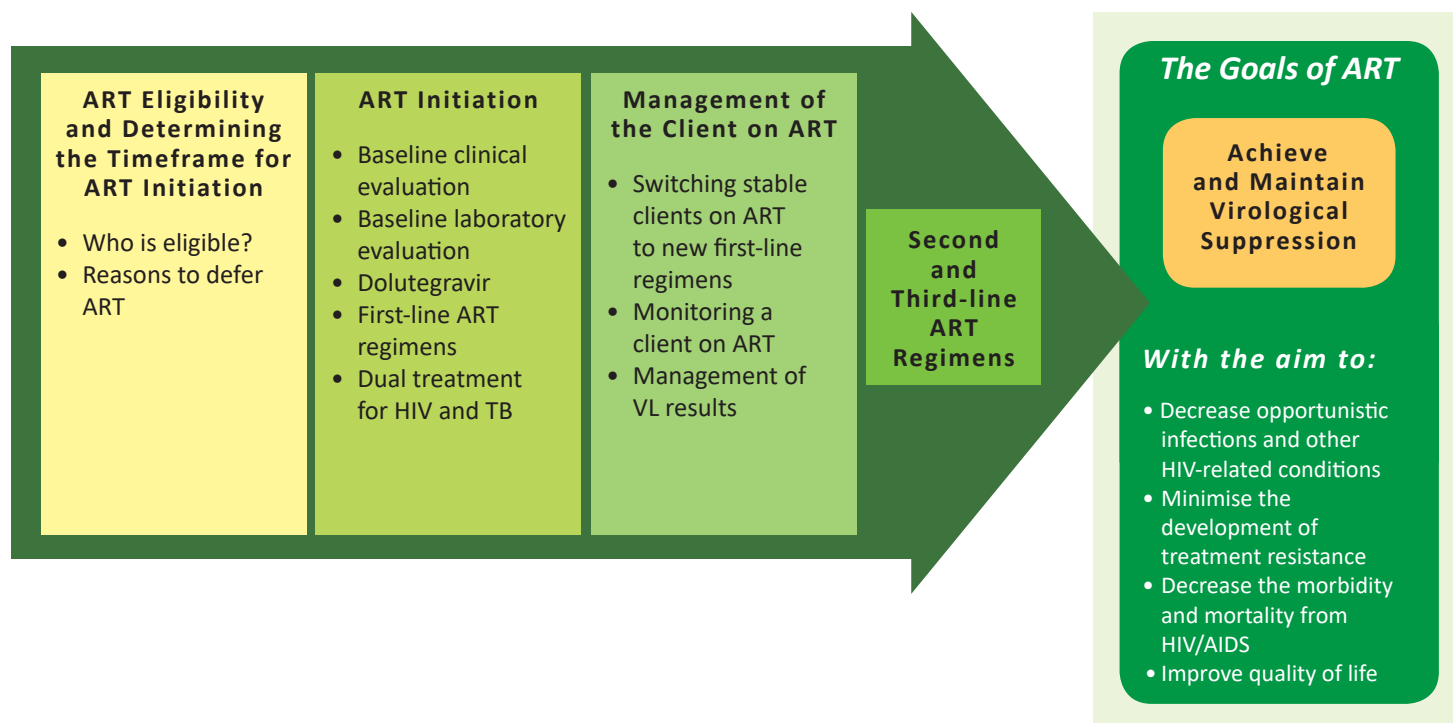 ART Eligibility
and Determining
the Timeframe for
ART Initiation
• Who is eligible?
• Reasons to defer
ART
ART Initiation
• Baseline clinical
evaluation
• Baseline laboratory
evaluation
• Dolutegravir
• First-line ART
regimens
• Dual treatment
for HIV and TB
Management of
the Client on ART
• Switching stable
clients on ART
to new first-line
regimens
• Monitoring a
client on ART
• Management of
VL results
Second
and
Third-line
ART
Regimens
The Goals of ART
Achieve
and Maintain
Virological
Suppression
With the aim to:
• Decrease opportunistic
infections and other
HIV-related conditions
• Minimise the
development of
treatment resistance
• Decrease the morbidity
and mortality from
HIV/AIDS
• Improve quality of life